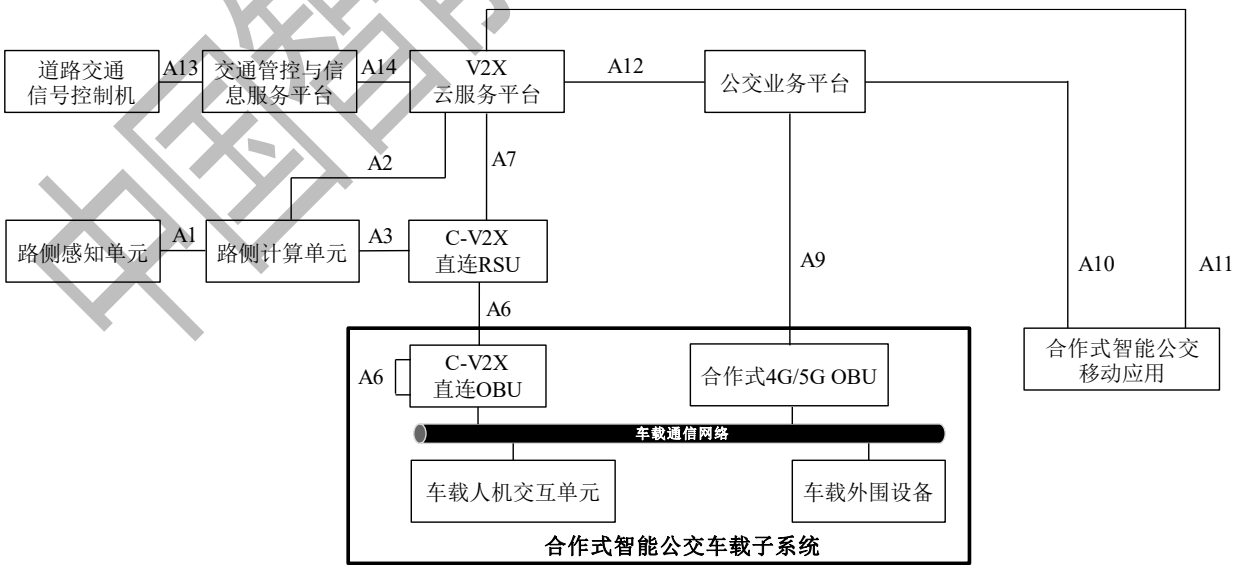 道路交通
信号控制机
A13
交通管控与信
息服务平台
A14
V2X
云服务平台
A12
公交业务平台
A2
A7
路侧感知单元
A1
路侧计算单元
A3
C-V2X
直连RSU
A9
A10
A11
A6
A6
C-V2X
直连OBU
合作式4G/5G OBU
合作式智能公交
移动应用
车载通信网络
车载人机交互单元
车载外围设备
合作式智能公交车载子系统
中国智